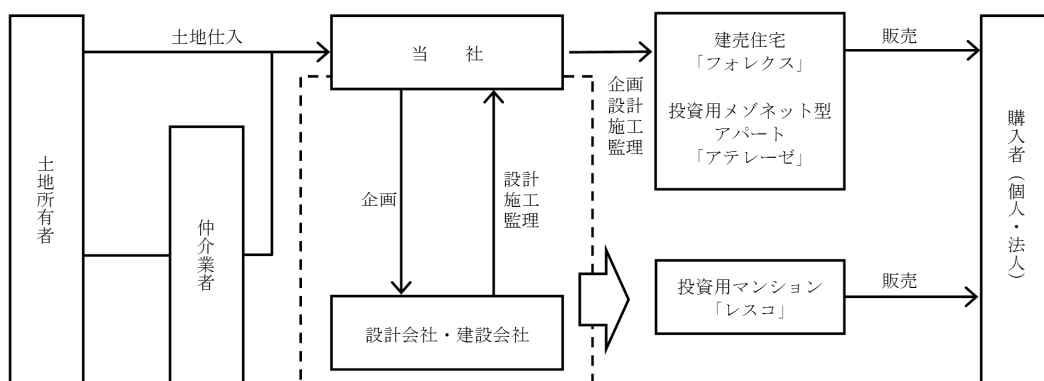 土地所有者
仲介業者
土地仕入
当　　社
企画
設計
施工
監理
設計会社・建設会社
企画
設計
施工
監理
建売住宅
「フォレクス」
投資用メゾネット型
アパート
「アテレーゼ」
投資用マンション
「レスコ」
販売
販売
購入者（個人・法人）